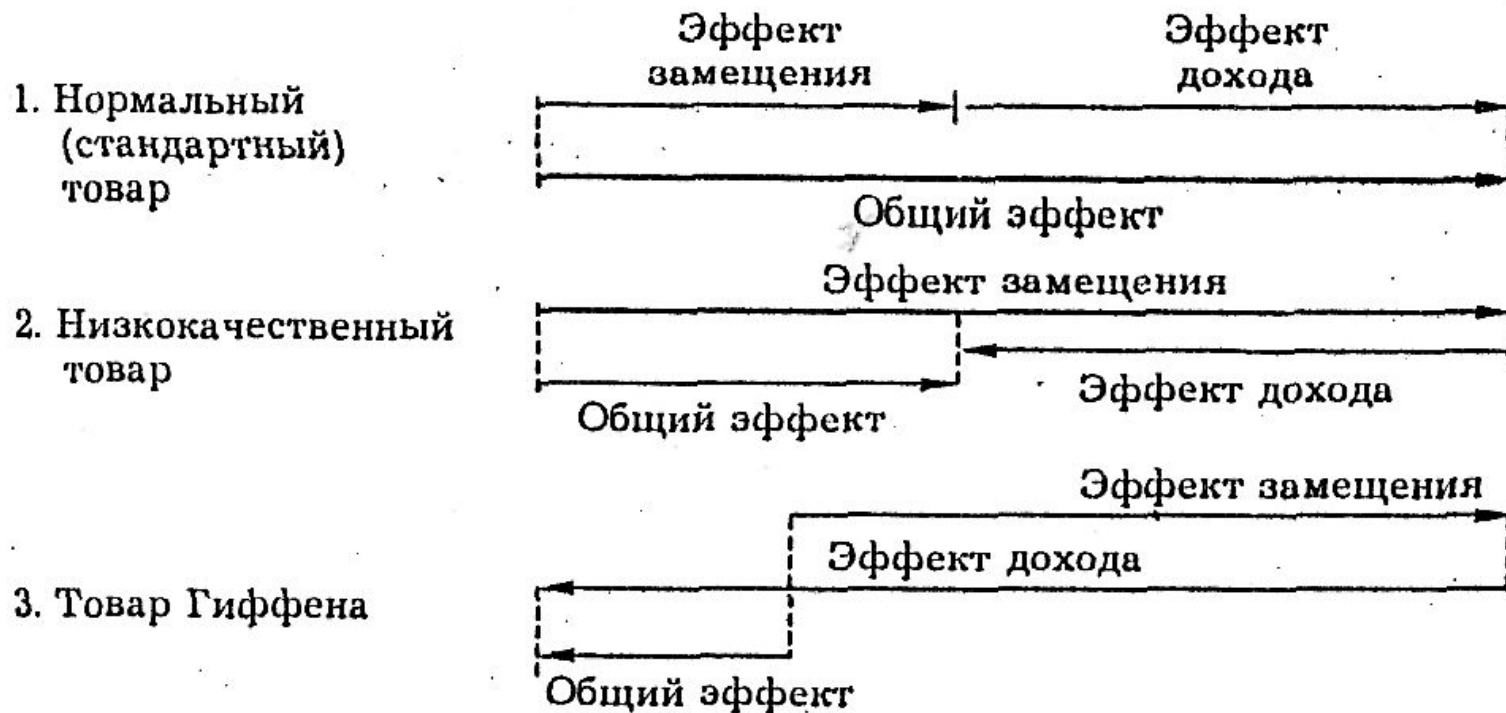 Эффект
замещения
Эффект
дохода
1. Нормальный
(стандартный)
товар
Общий эффект
Эффект замещения
2. Низкокачественный
товар
Эффект дохода
Общий эффект
Эффект замещения
Эффект дохода
3. Товар Гиффена
Общий эффект